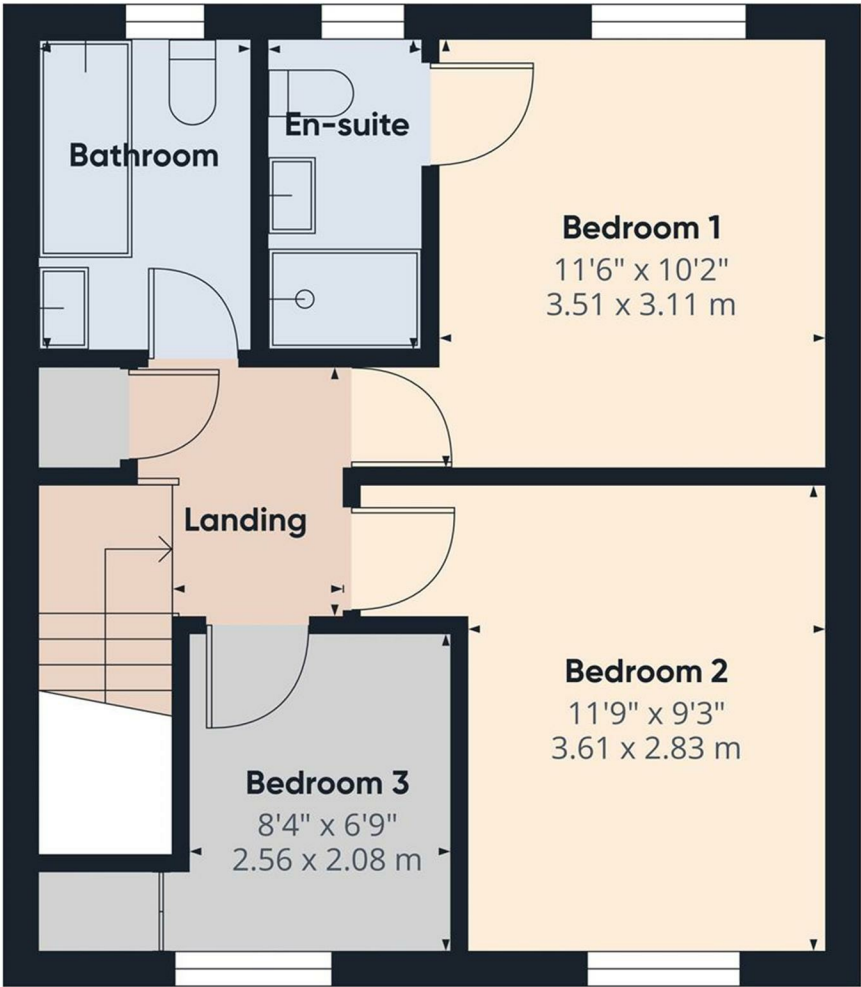 Bathroom
En-suite
Bedroom 1
11'6" x 10'2"
3.51 x 3.11 m
Landing
Bedroom 2
11'9" x 9'3"
3.61 x 2.83 m
Bedroom 3
8'4" x 6'9"
2.56 x 2.08 m